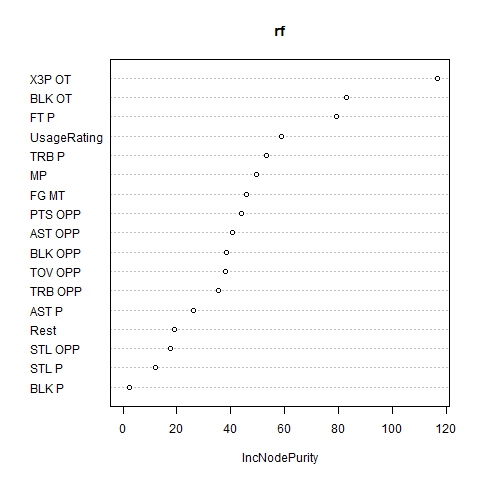 rf
X3P OT
BLK OT
FT P
UsageRating
TRB P
MP
FG MT
PTS OPP
AST OPP
BLK OPP
TOV OPP
TRB OPP
AST P
Rest
STL OPP
STL P
BLK P
0 20 40 60 80 100 120
IncNodePurity